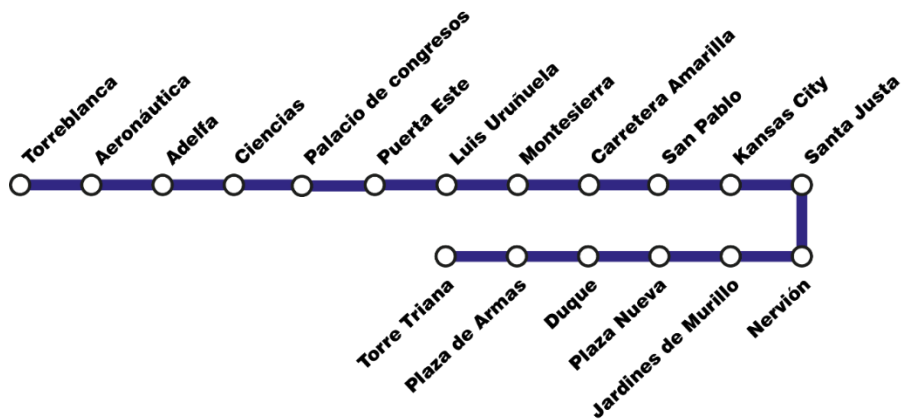 Torreblanca
Aeronáutica
Adelfa
Ciencias
Palacio de congresos
Puerta Este
Luis Uruñuela
Montesierra
Carretera Amarilla
San Pablo
Kansas City
Santa Justa
Torre Triana
Plaza de Armas
Duque
Plaza Nueva
Jardines de Murillo
Nervión